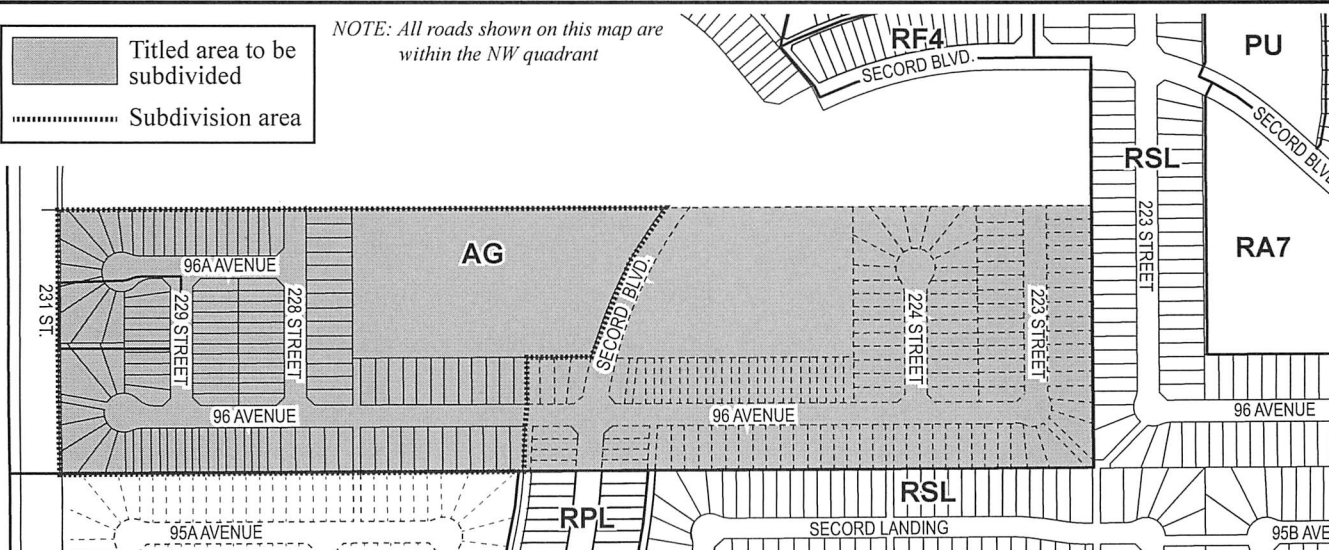 Titled area to be
subdivided
Subdivision area
NOTE: All roads shown on this map are
within the NW quadrant
RF4
SECORD BLVD.
PU
SECORD BLVD.
RSL
223 STREET
RA7
AG
96A AVENUE
231 ST.
229 STREET
228 STREET
SECORD BLVD.
224 STREET
223 STREET
96 AVENUE
96 AVENUE
96 AVENUE
RSL
RPL
95A AVENUE
SECORD LANDING
95B AVE